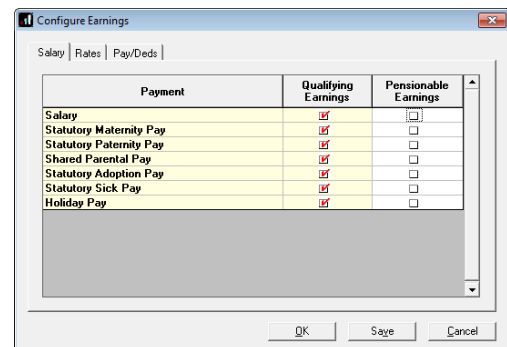 Configure Earnings
Salary Rates Pay/Deds
Payment Qualifying Earnings Pensionable Earnings
Salary
Statutory Maternity Pay
Statutory Paternity Pay
Shared Parental Pay
Statutory Adoption Pay
Statutory Sick Pay
Holiday Pay
OK Save Cancel